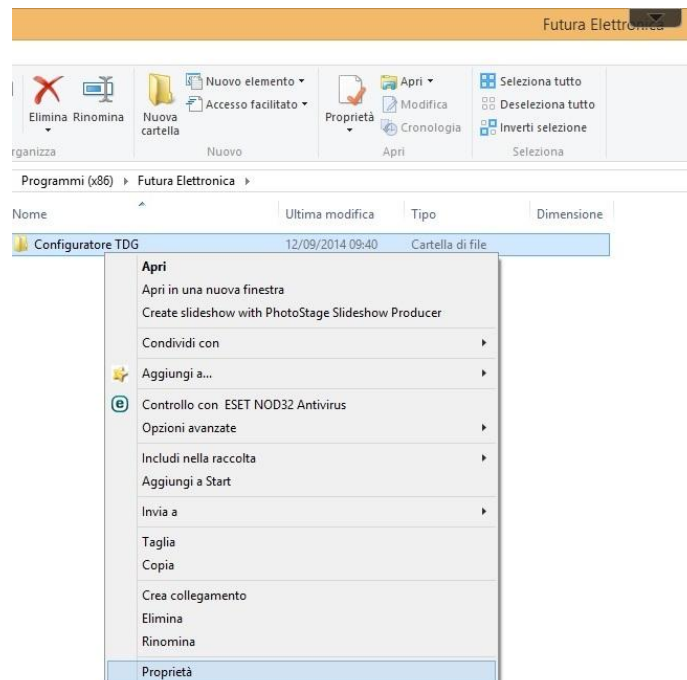 Futura Elettronica
Elimina Rinomina
Nuova cartella
Nuovo elemento
Accesso facilitato
Proprietà
Apri
Modifica
Cronologia
Seleziona tutto
Deseleziona tutto
Inverti selezione
rganizza
Nuovo
Apri
Seleziona
Programmi (x86) Futura Elettronica
Nome Ultima modifica Tipo Dimensione
Configuratore TDG 12/09/2014 09:40 Cartella di file
Apri
Apri in una nuova finestra
Create slideshow with PhotoStage Slideshow Producer
Condividi con
Aggiungi a...
Controllo con ESET NOD32 Antivirus
Opzioni avanzate
Includi nella raccolta
Aggiungi a Start
Invia a
Taglia
Copia
Crea collegamento
Elimina
Rinomina
Proprietà